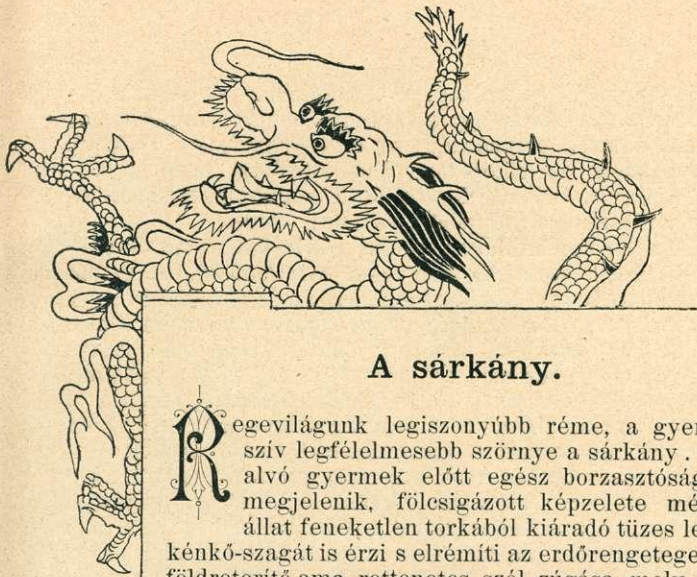 A sárkány.
Regevilágunk legiszonyúbb réme, a gyer
szív legfélelmesebb szörnye a sárkány .
alvó gyermek előtt egész borzasztóság
megjelenik, fölcsigázott képzelete mé
állat feneketlen torkából kiáradó tüzes le
kénkő-szagát is érzi s elrémíti az erdőrengetege